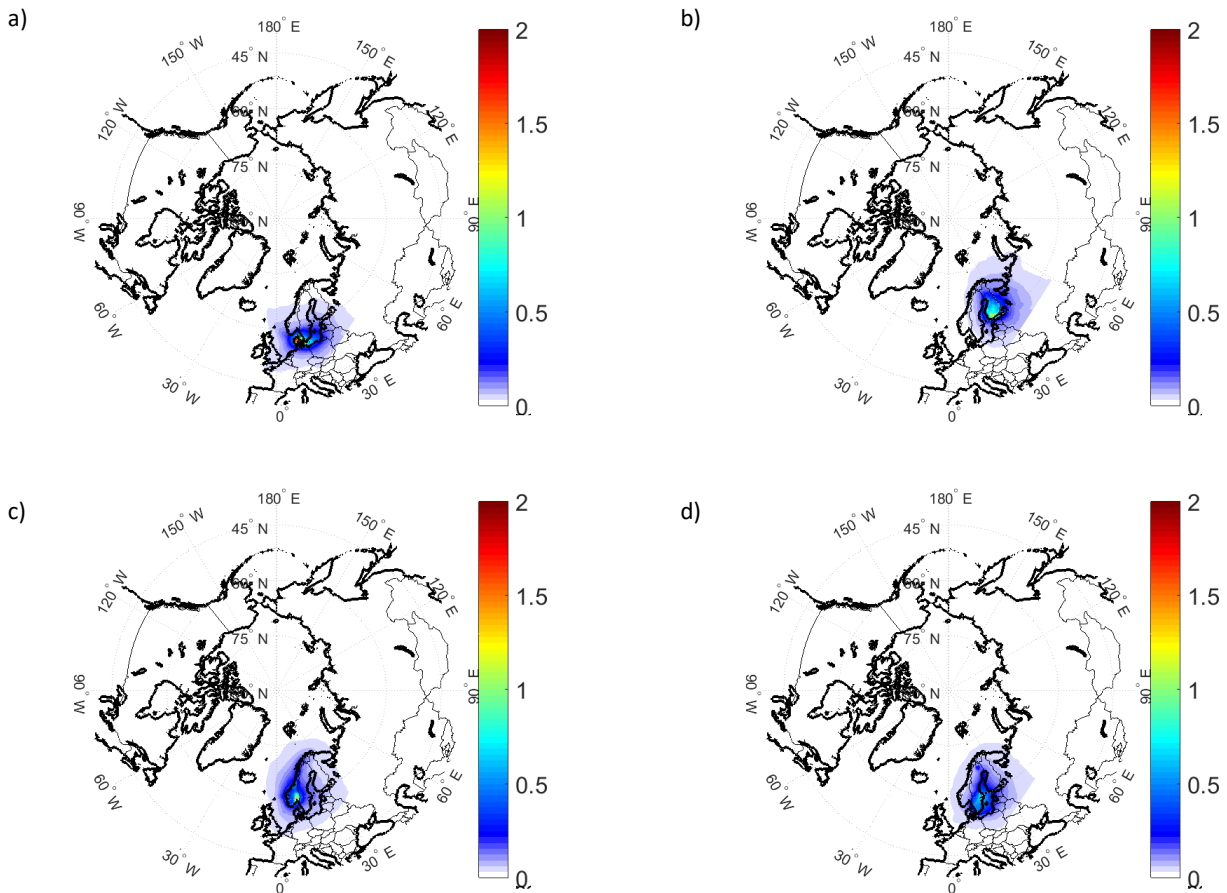 a)
180° E
150° W
45° N
150° E
120° W
60° N
120° E
75° N
90° W
90° E
60° W
60° E
30° W
30° E
0°
2
1.5
1
0.5
0
b)
180° E
150° W
45° N
150° E
120° W
60° N
120° E
75° N
90° W
90° E
60° W
60° E
30° W
30° E
0°
2
1.5
1
0.5
0
c)
180° E
150° W
45° N
150° E
120° W
60° N
120° E
75° N
90° W
90° E
60° W
60° E
30° W
30° E
0°
2
1.5
1
0.5
0
d)
180° E
150° W
45° N
150° E
120° W
60° N
120° E
75° N
90° W
90° E
60° W
60° E
30° W
30° E
0°
2
1.5
1
0.5
0